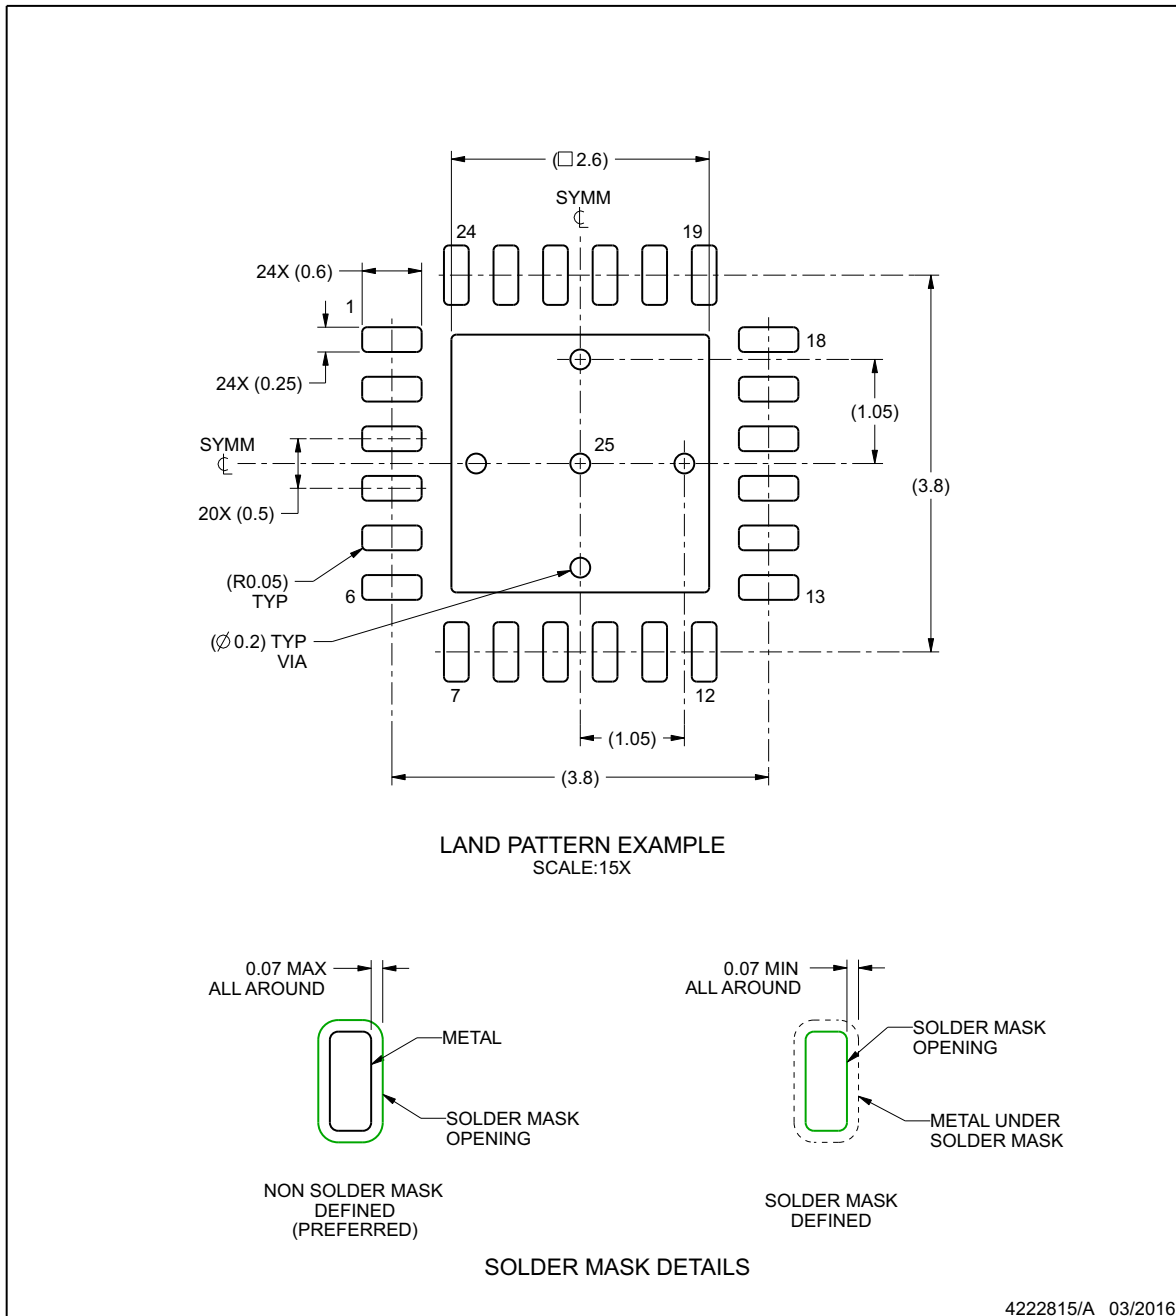 (□ 2.6)
SYMM
℄
24
19
24X (0.6)
1
18
24X (0.25)
(1.05)
SYMM
℄
25
(3.8)
20X (0.5)
(R0.05)
TYP
6
13
(∅ 0.2) TYP
VIA
7
12
(1.05)
(3.8)
LAND PATTERN EXAMPLE
SCALE:15X
0.07 MAX
ALL AROUND
METAL
SOLDER MASK
OPENING
NON SOLDER MASK
DEFINED
(PREFERRED)
0.07 MIN
ALL AROUND
SOLDER MASK
OPENING
METAL UNDER
SOLDER MASK
SOLDER MASK
DEFINED
SOLDER MASK DETAILS
4222815/A 03/2016